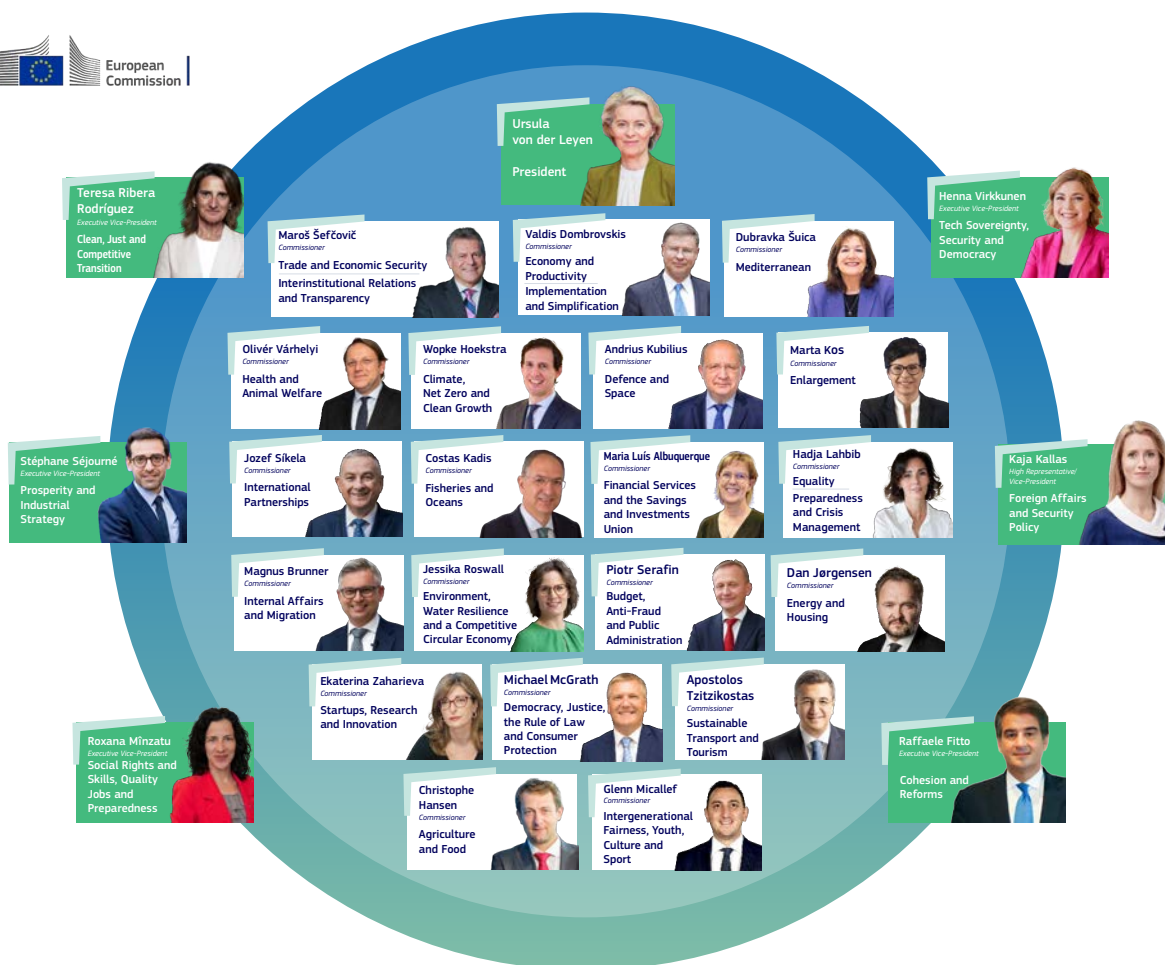 European
Commission
Ursula
von der Leyen
President
Teresa Ribera
Rodríguez
Executive Vice-President
Clean, Just and
Competitive
Transition
Henna Virkkunen
Executive Vice-President
Tech Sovereignty,
Security and
Democracy
Maroš Šefčovič
Commissioner
Trade and Economic Security
Interinstitutional Relations
and Transparency
Valdis Dombrovskis
Commissioner
Economy and
Productivity
Implementation
and Simplification
Dubravka Šuica
Commissioner
Mediterranean
Olivér Várhelyi
Commissioner
Health and
Animal Welfare
Wopke Hoekstra
Commissioner
Climate,
Net Zero and
Clean Growth
Andrius Kubilius
Commissioner
Defence and
Space
Marta Kos
Commissioner
Enlargement
Stéphane Séjourné
Executive Vice-President
Prosperity and
Industrial
Strategy
Jozef Síkela
Commissioner
International
Partnerships
Costas Kadis
Commissioner
Fisheries and
Oceans
Maria Luís Albuquerque
Commissioner
Financial Services
and the Savings
and Investments
Union
Hadja Lahbib
Commissioner
Equality
Preparedness
and Crisis
Management
Kaja Kallas
High Representative/
Vice-President
Foreign Affairs
and Security
Policy
Magnus Brunner
Commissioner
Internal Affairs
and Migration
Jessika Roswall
Commissioner
Environment,
Water Resilience
and a Competitive
Circular Economy
Piotr Serafin
Commissioner
Budget,
Anti-Fraud
and Public
Administration
Dan Jørgensen
Commissioner
Energy and
Housing
Ekaterina Zaharieva
Commissioner
Startups, Research
and Innovation
Michael McGrath
Commissioner
Democracy, Justice,
the Rule of Law
and Consumer
Protection
Apostolos
Tzitzikostas
Commissioner
Sustainable
Transport and
Tourism
Roxana Mînzatu
Executive Vice-President
Social Rights and
Skills, Quality
Jobs and
Preparedness
Raffaele Fitto
Executive Vice-President
Cohesion and
Reforms
Christophe
Hansen
Commissioner
Agriculture
and Food
Glenn Micallef
Commissioner
Intergenerational
Fairness, Youth,
Culture and
Sport